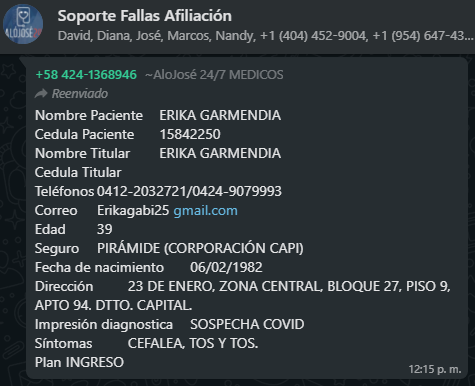 Soporte Fallas Afiliación
David, Diana, José, Marcos, Nandy, +1 (404) 452-9004, +1 (954) 647-43...
ALÓJOSÉ
+58 424-1368946 ~AloJosé 24/7 MEDICOS
Reenviado
Nombre Paciente ERIKA GARMENDIA
Cedula Paciente 15842250
Nombre Titular ERIKA GARMENDIA
Cedula Titular
Teléfonos 0412-2032721/0424-9079993
Correo Erikagabi25 gmail.com
Edad 39
Seguro PIRÁMIDE (CORPORACIÓN CAPI)
Fecha de nacimiento 06/02/1982
Dirección 23 DE ENERO, ZONA CENTRAL, BLOQUE 27, PISO 9,
APTO 94. DTTO. CAPITAL.
Impresión diagnostica SOSPECHA COVID
Síntomas CEFALEA, TOS Y TOS.
Plan INGRESO
12:15 p. m.